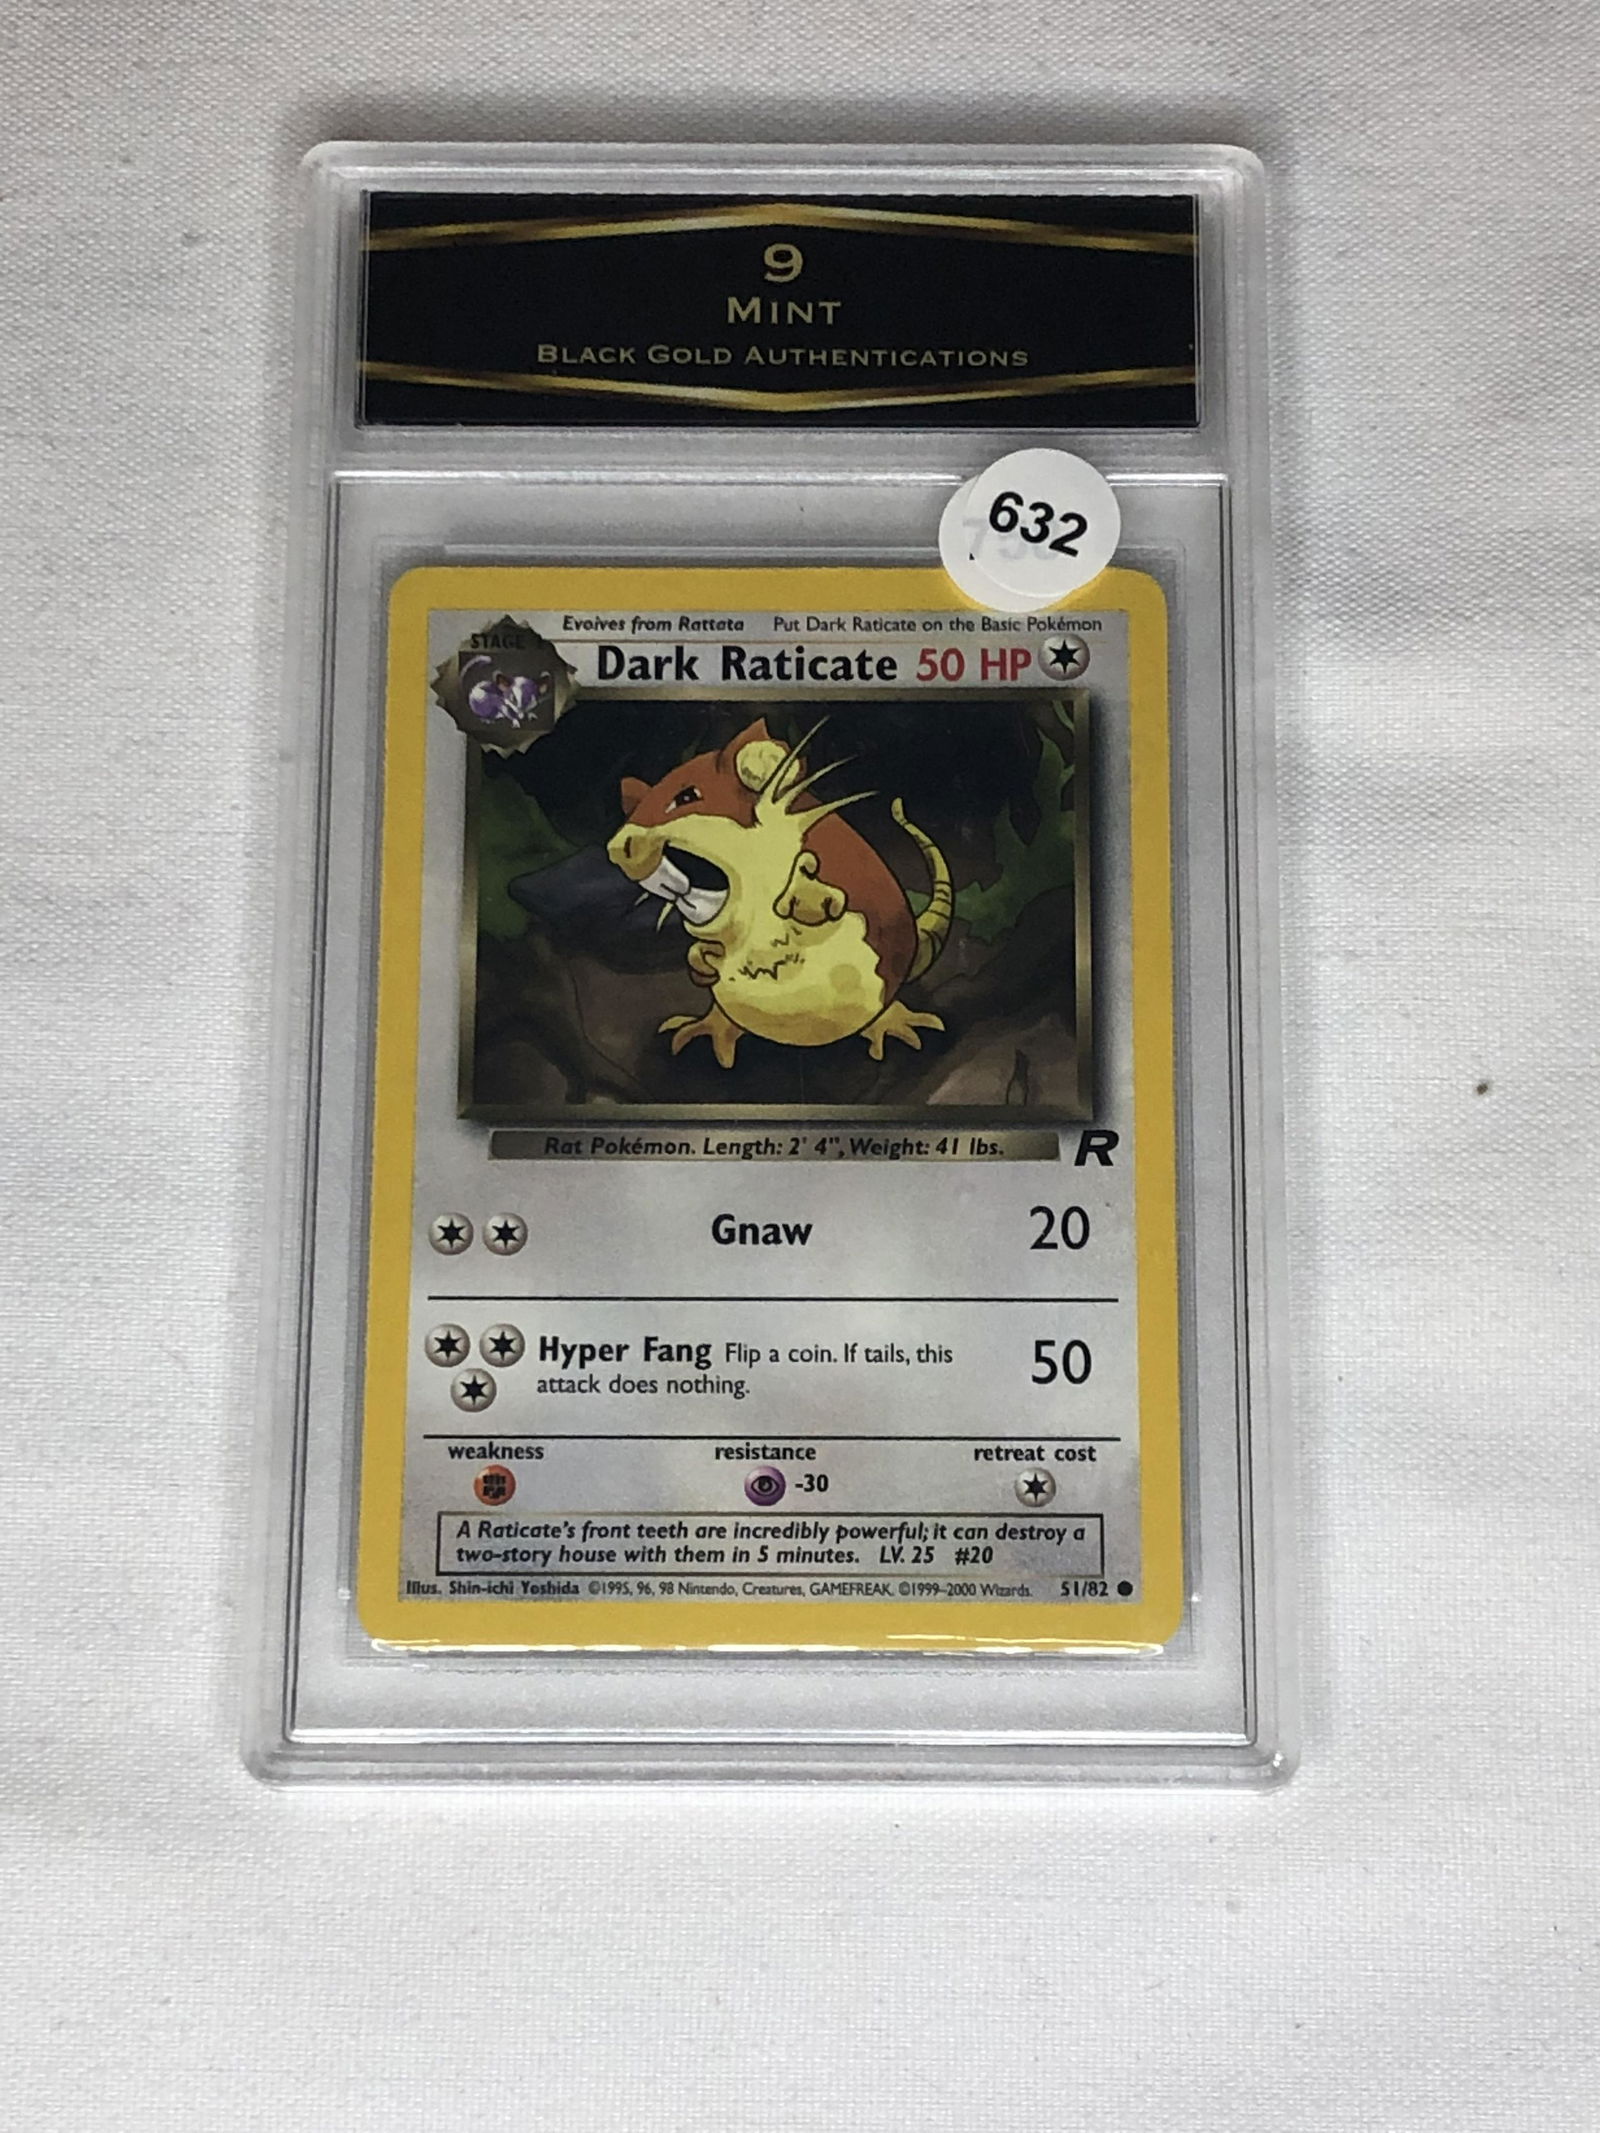 9
MINT
BLACK GOLD AUTHENTICATIONS
632
Evolves from Rattata Put Dark Raticate on the Basic Pokémon
STAGE
Dark Raticate 50 HP
Rat Pokémon. Length: 2' 4", Weight: 41 lbs.
R
Gnaw 20
Hyper Fang Flip a coin. If tails, this
attack does nothing.
50
weakness resistance retreat cost
-30
A Raticate's front teeth are incredibly powerful; it can destroy a
two-story house with them in 5 minutes. LV. 25 #20
Illus. Shin-ichi Yoshida ©1995, 96, 98 Nintendo, Creatures, GAMEFREAK. ©1999-2000 Wizards. 51/82